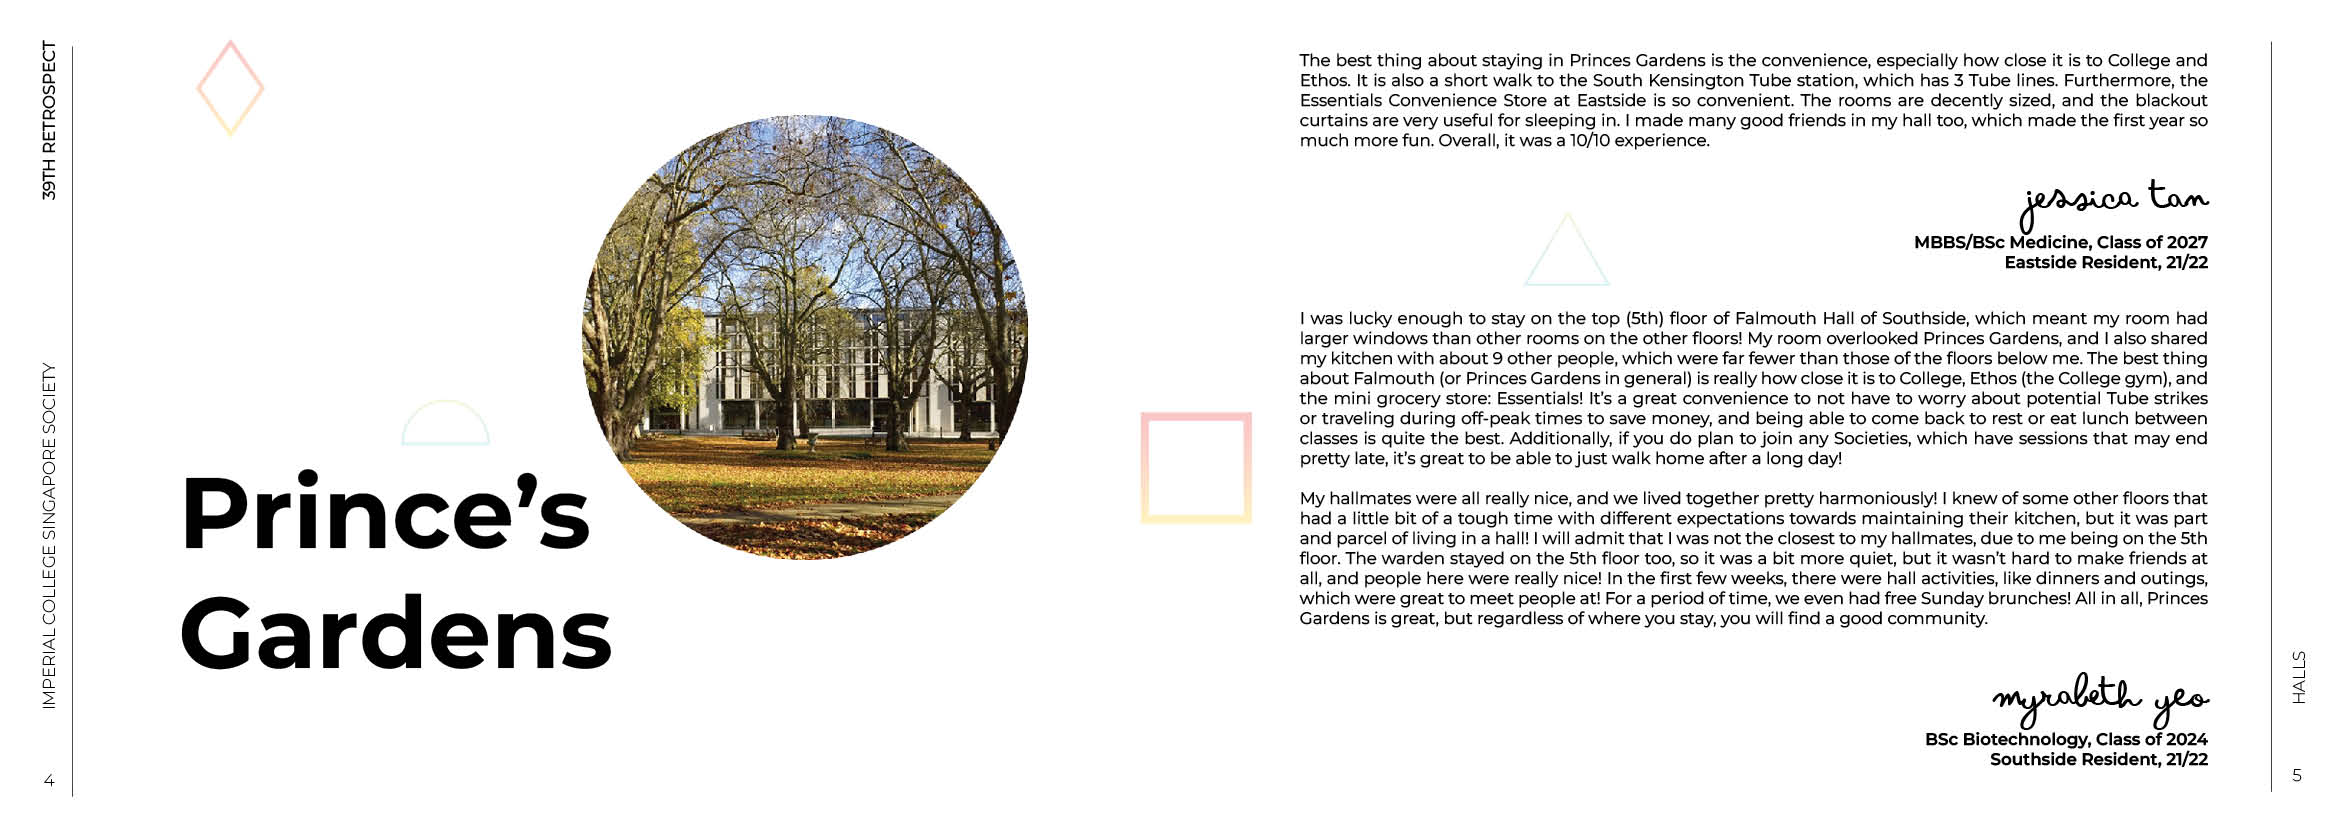 39TH RETROSPECT
IMPERIAL COLLEGE SINGAPORE SOCIETY
4
Prince’s
Gardens
The best thing about staying in Princes Gardens is the convenience, especially how close it is to College and
Ethos. It is also a short walk to the South Kensington Tube station, which has 3 Tube lines. Furthermore, the
Essentials Convenience Store at Eastside is so convenient. The rooms are decently sized, and the blackout
curtains are very useful for sleeping in. I made many good friends in my hall too, which made the first year so
much more fun. Overall, it was a 10/10 experience.
jessica tan
MBBS/BSc Medicine, Class of 2027
Eastside Resident, 21/22
I was lucky enough to stay on the top (5th) floor of Falmouth Hall of Southside, which meant my room had
larger windows than other rooms on the other floors! My room overlooked Princes Gardens, and I also shared
my kitchen with about 9 other people, which were far fewer than those of the floors below me. The best thing
about Falmouth (or Princes Gardens in general) is really how close it is to College, Ethos (the College gym), and
the mini grocery store: Essentials! It’s a great convenience to not have to worry about potential Tube strikes
or traveling during off-peak times to save money, and being able to come back to rest or eat lunch between
classes is quite the best. Additionally, if you do plan to join any Societies, which have sessions that may end
pretty late, it’s great to be able to just walk home after a long day!
My hallmates were all really nice, and we lived together pretty harmoniously! I knew of some other floors that
had a little bit of a tough time with different expectations towards maintaining their kitchen, but it was part
and parcel of living in a hall! I will admit that I was not the closest to my hallmates, due to me being on the 5th
floor. The warden stayed on the 5th floor too, so it was a bit more quiet, but it wasn’t hard to make friends at
all, and people here were really nice! In the first few weeks, there were hall activities, like dinners and outings,
which were great to meet people at! For a period of time, we even had free Sunday brunches! All in all, Princes
Gardens is great, but regardless of where you stay, you will find a good community.
myrabeth yeo
BSc Biotechnology, Class of 2024
Southside Resident, 21/22
HALLS
5